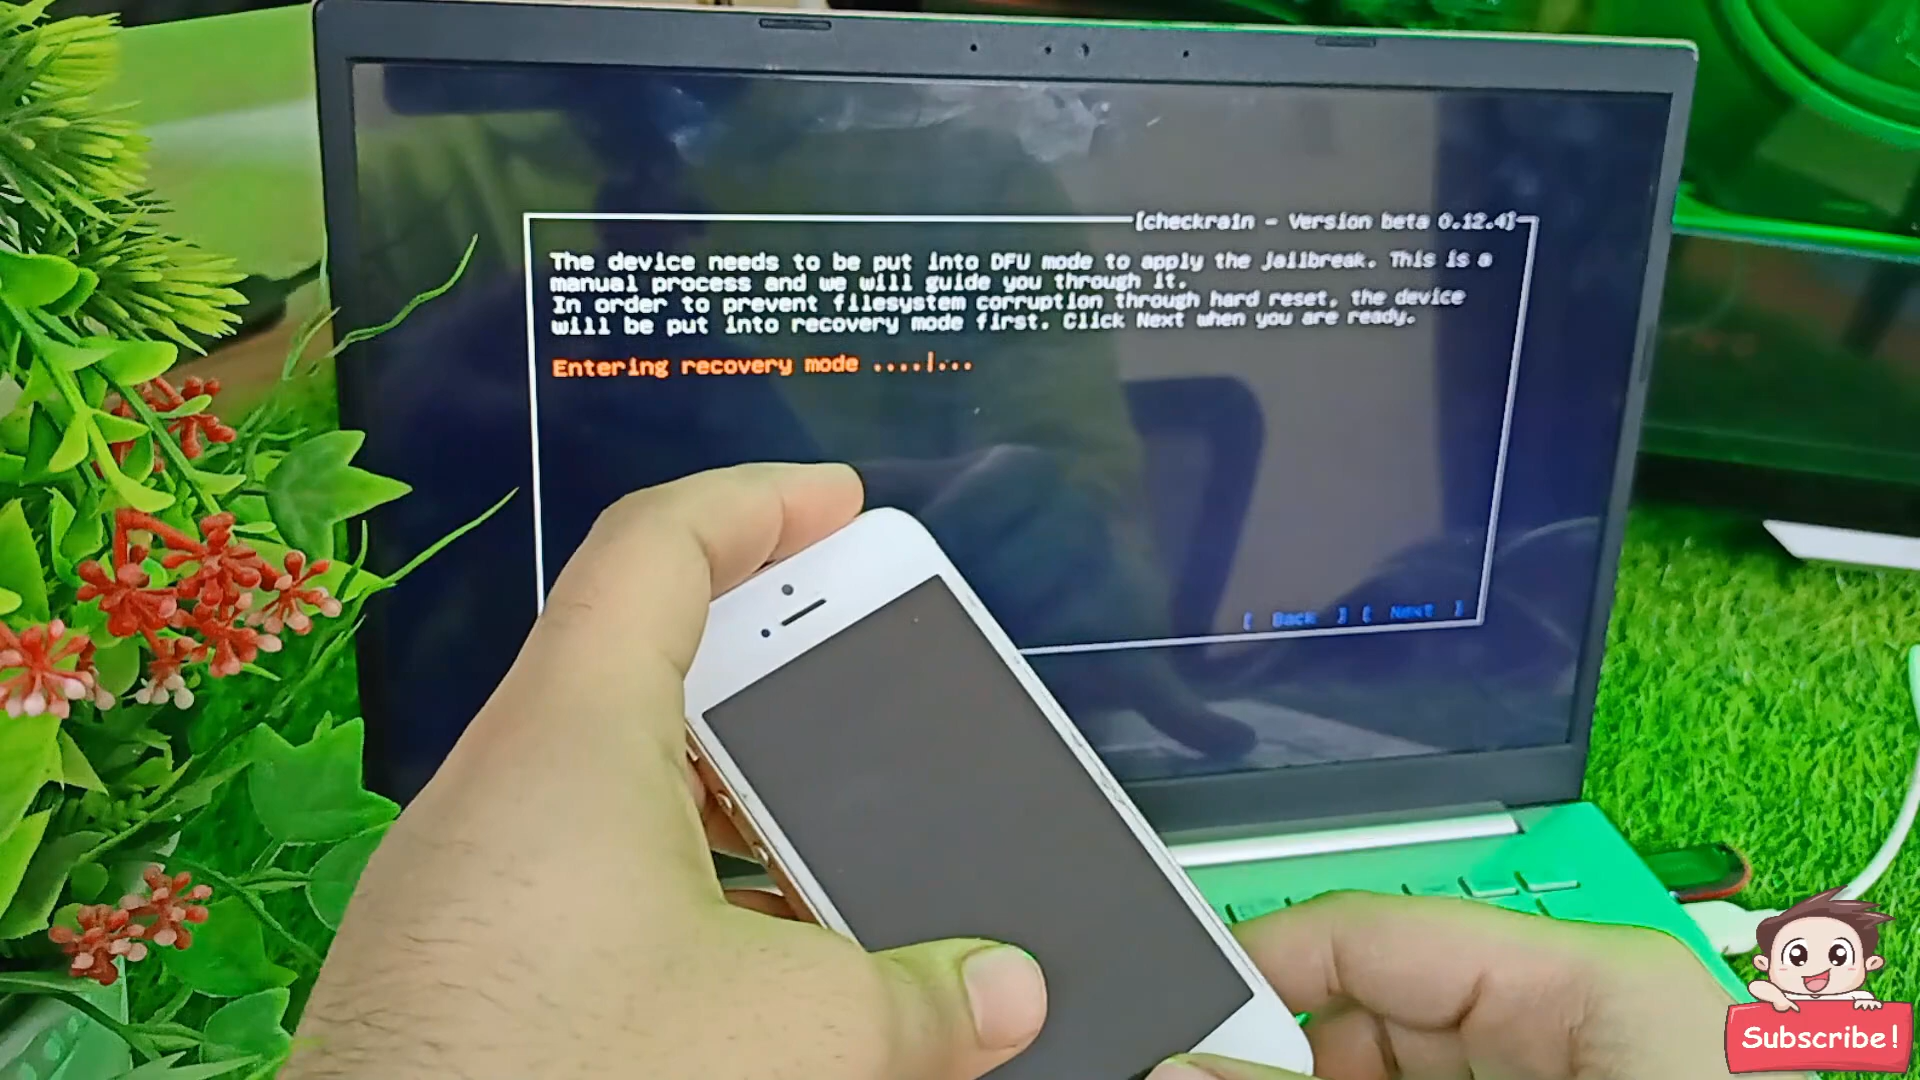 [checkra1n - Version beta 0.12.4]
The device needs to be put into DFU mode to apply the jailbreak. This is a
manual process and we will guide you through it.
In order to prevent filesystem corruption through hard reset, the device
will be put into recovery mode first. Click Next when you are ready.
Entering recovery mode ....|...
[ Back ] [ Next ]
Subscribe!